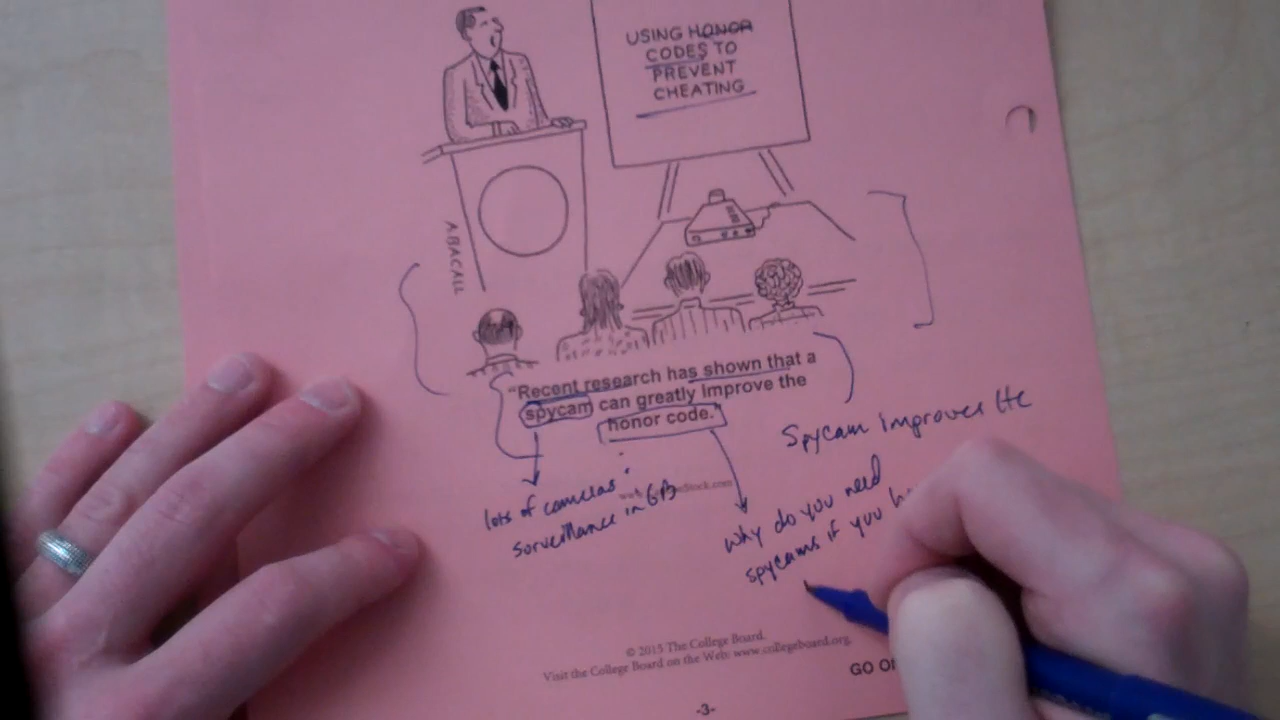 USING HONOR
CODES TO
PREVENT
CHEATING
ABACALL
"Recent research has shown that a
spycam can greatly improve the
honor code."
Spycam improves the
lots of cameras
surveillance in GB
why do you need
spycams if you
© 2015 The College Board.
Visit the College Board on the Web: www.collegeboard.org.
GO
-3-